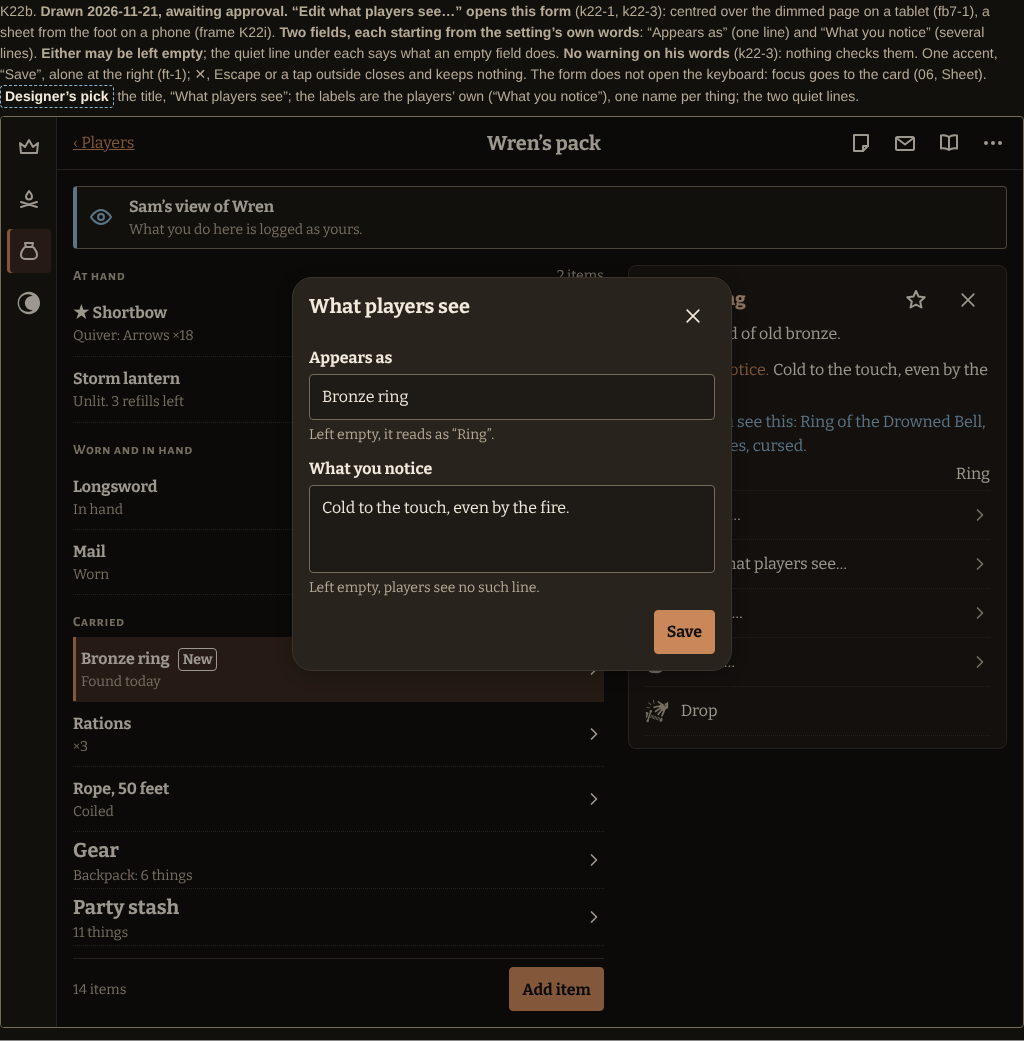 K22b. Drawn 2026-11-21, awaiting approval. “Edit what players see…” opens this form (k22-1, k22-3): centred over the dimmed page on a tablet (fb7-1), a
sheet from the foot on a phone (frame K22i). Two fields, each starting from the setting’s own words: “Appears as” (one line) and “What you notice” (several
lines). Either may be left empty; the quiet line under each says what an empty field does. No warning on his words (k22-3): nothing checks them. One accent,
“Save”, alone at the right (ft-1); ✕, Escape or a tap outside closes and keeps nothing. The form does not open the keyboard: focus goes to the card (06, Sheet).
Designer’s pick the title, “What players see”; the labels are the players’ own (“What you notice”), one name per thing; the two quiet lines.
‹ Players
Wren’s pack
Sam’s view of Wren
What you do here is logged as yours.
At hand
2 items
★ Shortbow
Quiver: Arrows ×18
Storm lantern
Unlit. 3 refills left
Worn and in hand
Longsword
In hand
Mail
Worn
Carried
Bronze ring New
Found today
Rations
×3
Rope, 50 feet
Coiled
Gear
Backpack: 6 things
Party stash
11 things
14 items
Add item
What players see
Appears as
Bronze ring
Left empty, it reads as “Ring”.
What you notice
Cold to the touch, even by the fire.
Left empty, players see no such line.
Save
of old bronze.
Cold to the touch, even by the
see this: Ring of the Drowned Bell,
cursed.
Ring
players see…
Drop